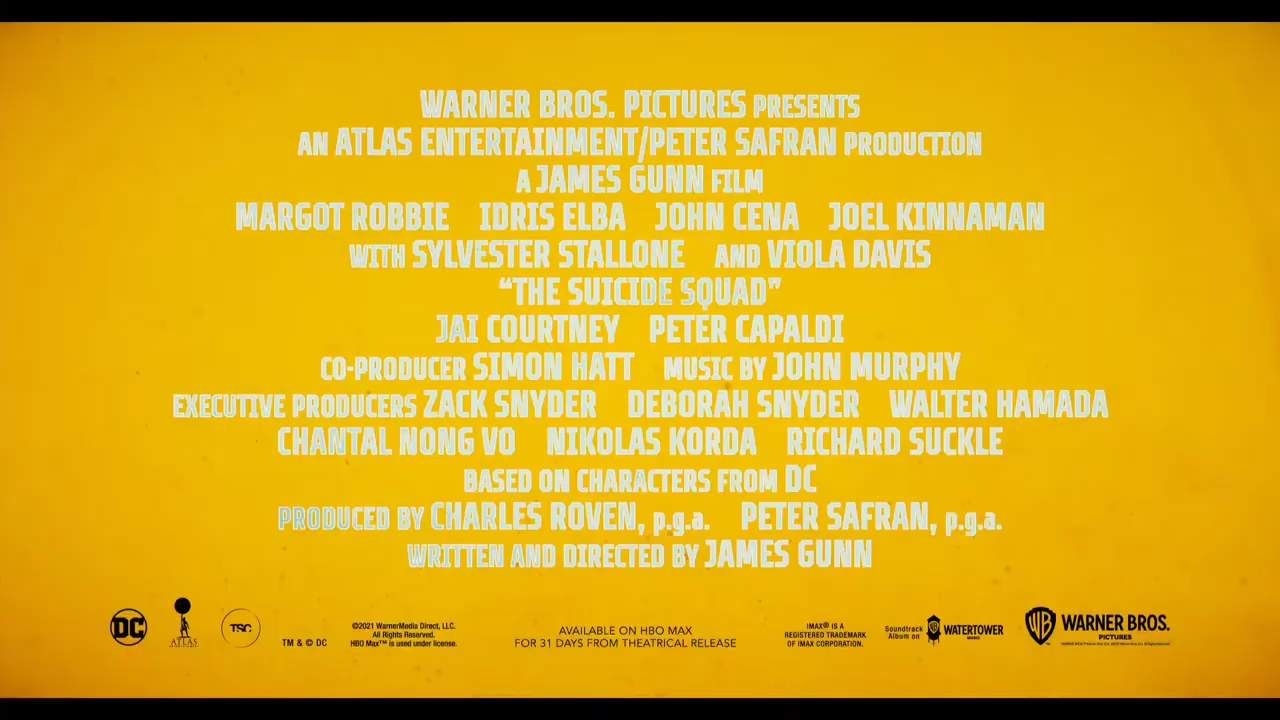 WARNER BROS. PICTURES PRESENTS
AN ATLAS ENTERTAINMENT/PETER SAFRAN PRODUCTION
A JAMES GUNN FILM
MARGOT ROBBIE IDRIS ELBA JOHN CENA JOEL KINNAMAN
WITH SYLVESTER STALLONE AND VIOLA DAVIS
“THE SUICIDE SQUAD”
JAI COURTNEY PETER CAPALDI
CO-PRODUCER SIMON HATT MUSIC BY JOHN MURPHY
EXECUTIVE PRODUCERS ZACK SNYDER DEBORAH SNYDER WALTER HAMADA
CHANTAL NONG VO NIKOLAS KORDA RICHARD SUCKLE
BASED ON CHARACTERS FROM DC
PRODUCED BY CHARLES ROVEN, p.g.a. PETER SAFRAN, p.g.a.
WRITTEN AND DIRECTED BY JAMES GUNN
DC
ATLAS
TSC
TM & © DC
©2021 WarnerMedia Direct, LLC.
All Rights Reserved.
HBO Max™ is used under license.
AVAILABLE ON HBO MAX
FOR 31 DAYS FROM THEATRICAL RELEASE
IMAX® IS A
REGISTERED TRADEMARK
OF IMAX CORPORATION.
Soundtrack
Album on
WATERTOWER
MUSIC
WB WARNER BROS.
PICTURES